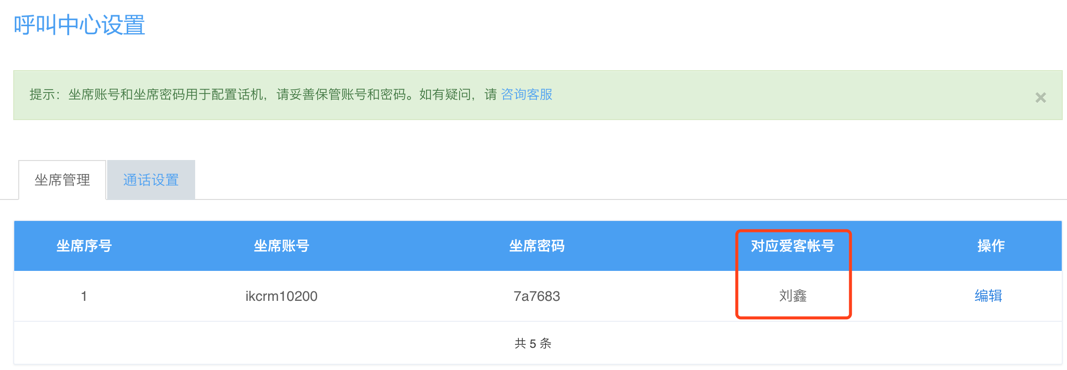 呼叫中心设置
提示：坐席账号和坐席密码用于配置话机，请妥善保管账号和密码。如有疑问，请 咨询客服 ×
坐席管理 通话设置
坐席序号 坐席账号 坐席密码 对应爱客帐号 操作
1 ikcrm10200 7a7683 刘鑫 编辑
共 5 条